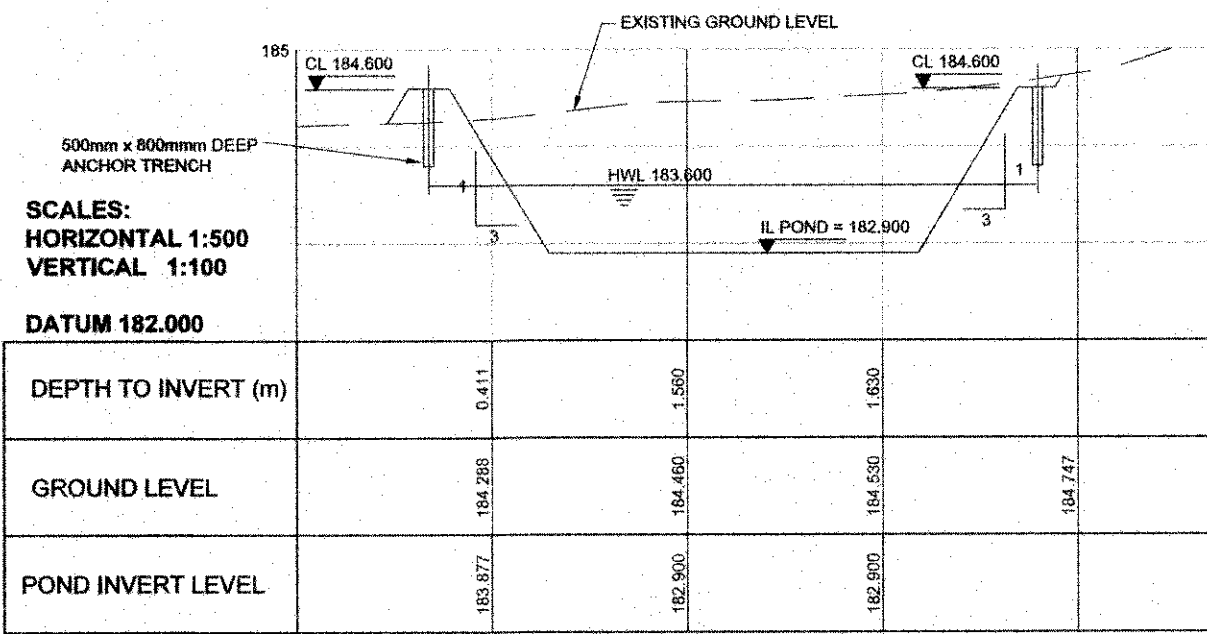 EXISTING GROUND LEVEL
185
CL 184.600
CL 184.600
500mm x 800mmm DEEP
ANCHOR TRENCH
HWL 183.600
1
1
3
3
IL POND = 182.900
SCALES:
HORIZONTAL 1:500
VERTICAL 1:100
DATUM 182.000
DEPTH TO INVERT (m)
0.411
1.560
1.630
GROUND LEVEL
184.288
184.460
184.530
184.747
POND INVERT LEVEL
183.877
182.900
182.900